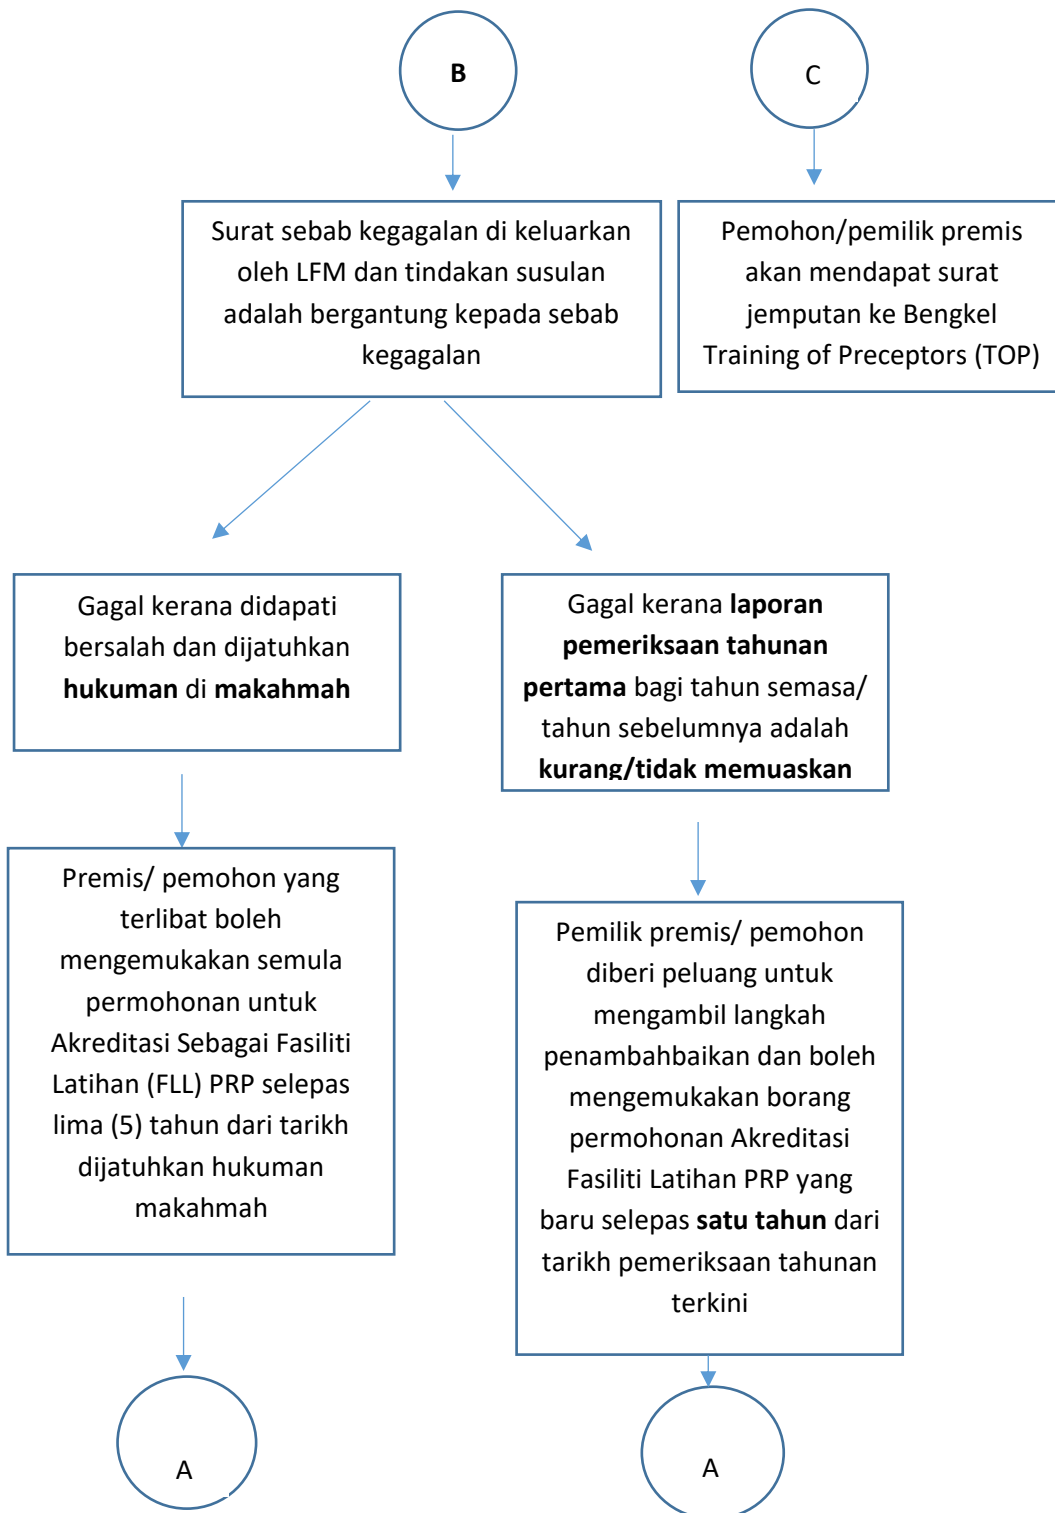 B
C
Surat sebab kegagalan di keluarkan
oleh LFM dan tindakan susulan
adalah bergantung kepada sebab
kegagalan
Pemohon/pemilik premis
akan mendapat surat
jemputan ke Bengkel
Training of Preceptors (TOP)
Gagal kerana didapati
bersalah dan dijatuhkan
hukuman di makahmah
Gagal kerana laporan
pemeriksaan tahunan
pertama bagi tahun semasa/
tahun sebelumnya adalah
kurang/tidak memuaskan
Premis/ pemohon yang
terlibat boleh
mengemukakan semula
permohonan untuk
Akreditasi Sebagai Fasiliti
Latihan (FLL) PRP selepas
lima (5) tahun dari tarikh
dijatuhkan hukuman
makahmah
Pemilik premis/ pemohon
diberi peluang untuk
mengambil langkah
penambahbaikan dan boleh
mengemukakan borang
permohonan Akreditasi
Fasiliti Latihan PRP yang
baru selepas satu tahun dari
tarikh pemeriksaan tahunan
terkini
A
A